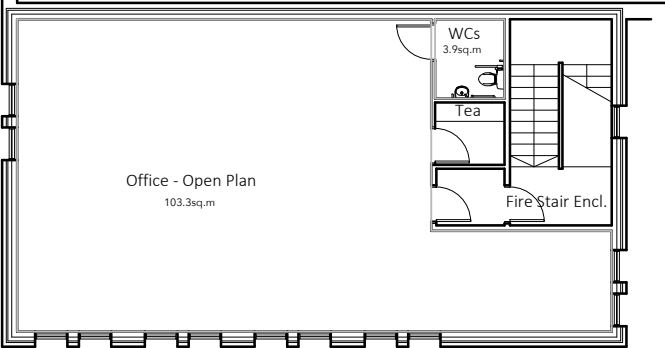 WCs
3.9sq.m
Tea
Office - Open Plan
103.3sq.m
Fire Stair Encl.